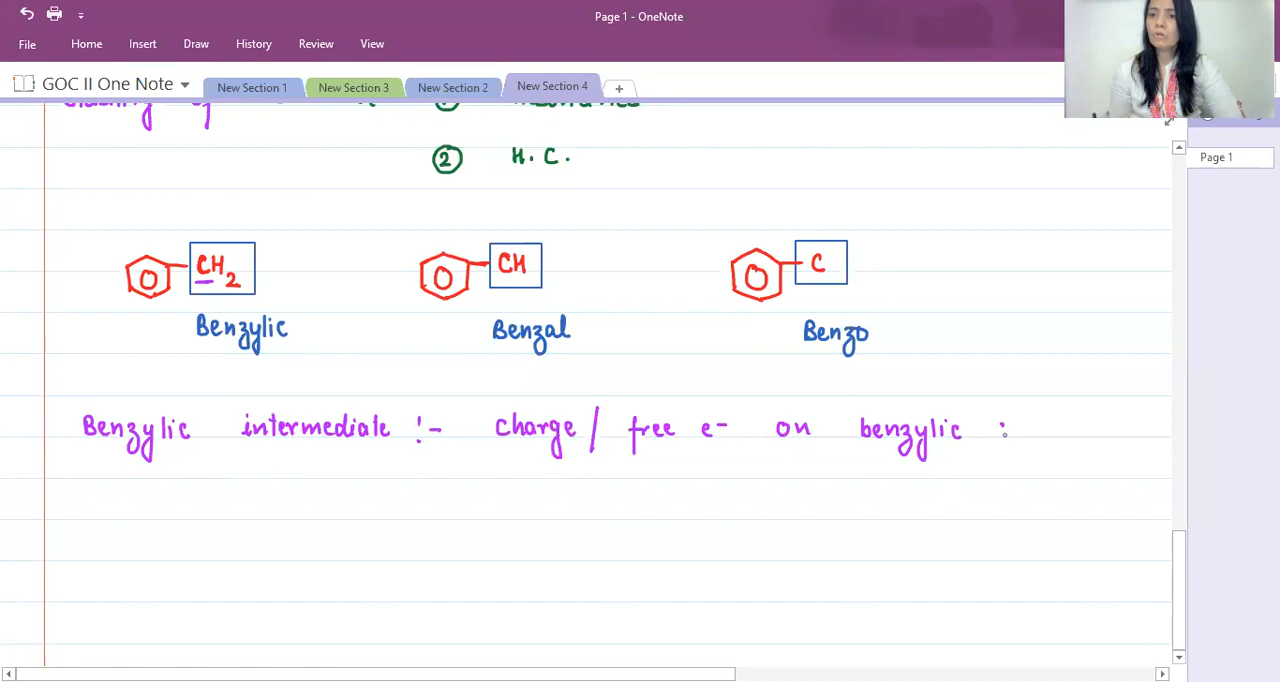 Page 1 - OneNote
File Home Insert Draw History Review View
GOC II One Note New Section 1 New Section 3 New Section 2 New Section 4 +
Page 1
② H.C.
CH2 CH C
Benzylic Benzal Benzo
Benzylic intermediate :- charge / free e- on benzylic :